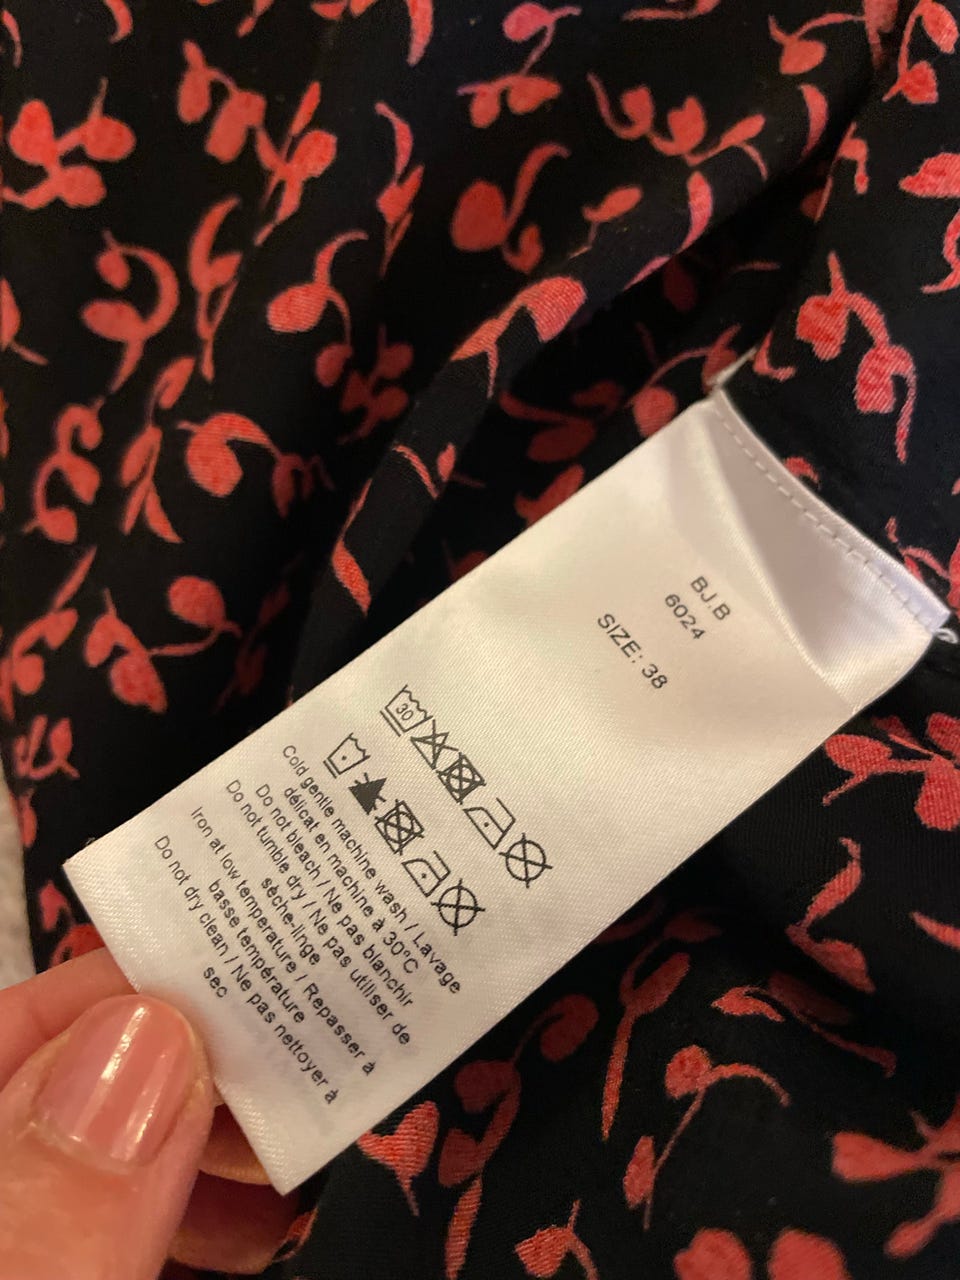 BJ.B
6024
SIZE: 38
30
Cold gentle machine wash / Lavage
délicat en machine à 30°C
Do not bleach / Ne pas blanchir
Do not tumble dry / Ne pas utiliser de
sèche-linge
Iron at low temperature / Repasser à
basse température
Do not dry clean / Ne pas nettoyer à
sec